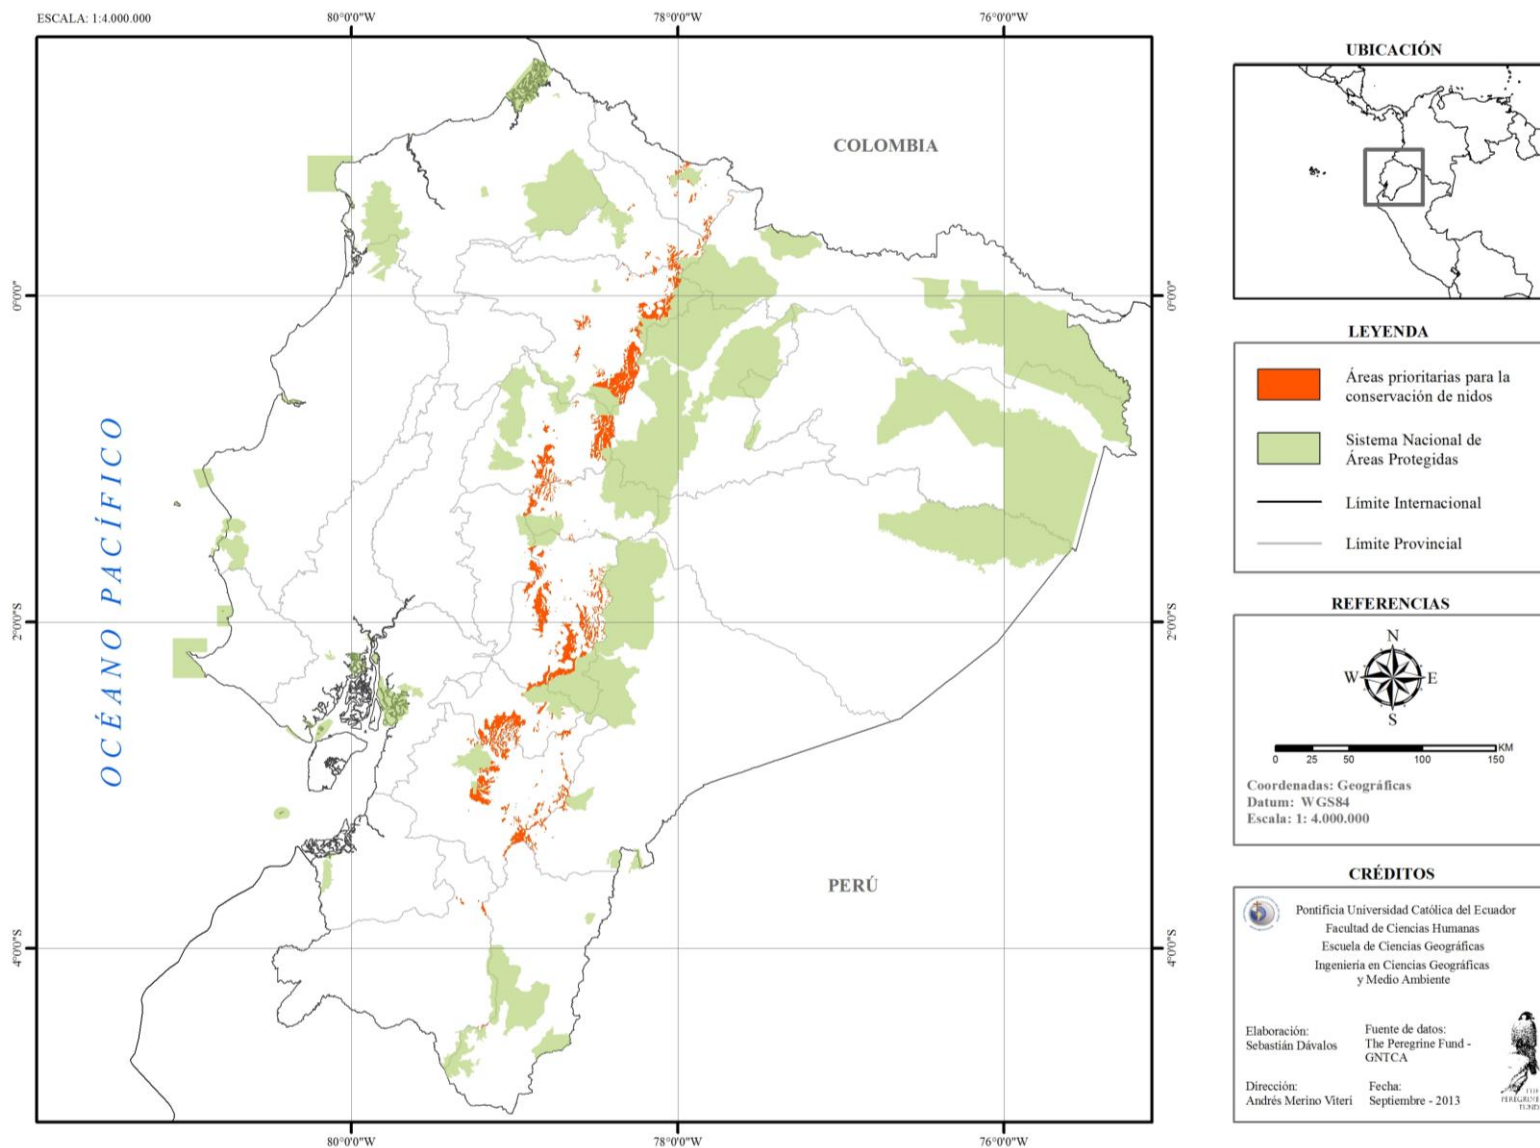 ESCALA: 1:4.000.000
80°0'0"W
78°0'0"W
76°0'0"W
0°0'0"
2°0'0"S
4°0'0"S
OCÉANO PACÍFICO
COLOMBIA
PERÚ
0°0'0"
2°0'0"S
4°0'0"S
80°0'0"W
78°0'0"W
76°0'0"W
UBICACIÓN
LEYENDA
Áreas prioritarias para la
conservación de nidos
Sistema Nacional de
Áreas Protegidas
Límite Internacional
Límite Provincial
REFERENCIAS
N
W
E
S
KM
0 25 50 100 150
Coordenadas: Geográficas
Datum: WGS84
Escala: 1: 4.000.000
CRÉDITOS
Pontificia Universidad Católica del Ecuador
Facultad de Ciencias Humanas
Escuela de Ciencias Geográficas
Ingeniería en Ciencias Geográficas
y Medio Ambiente
Elaboración:
Sebastián Dávalos
Fuente de datos:
The Peregrine Fund -
GNTCA
Dirección:
Andrés Merino Viteri
Fecha:
Septiembre - 2013
THE
PEREGRINE
FUND